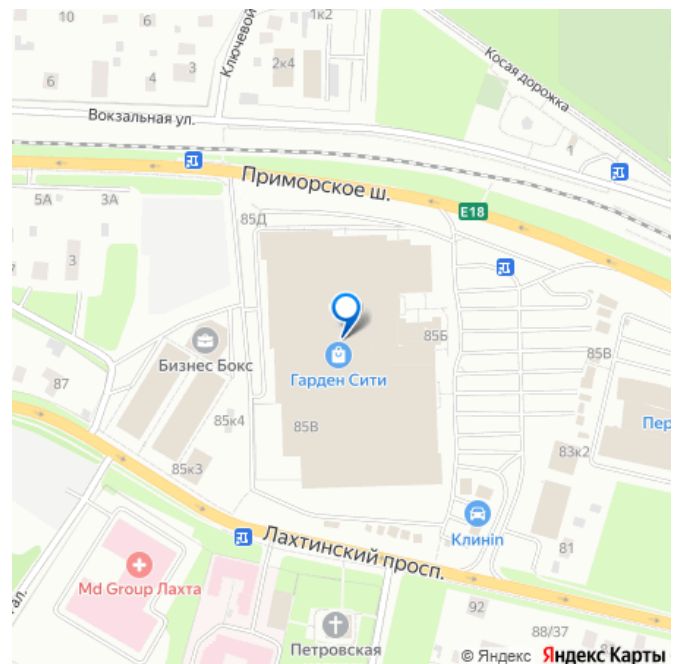 10
6
1к2
Ключевой
2к4
3
6
4
Косая дорожка
Вокзальная ул.
1
Приморское ш.
E18
5А
3А
85Д
3
85Б
Бизнес Бокс
Гарден Сити
85В
Пер
87
85к4
85В
83к2
85к3
Клинin
81
Лахтинский просп.
Md Group Лахта
92
88/37
Петровская
© Яндекс Яндекс Карты